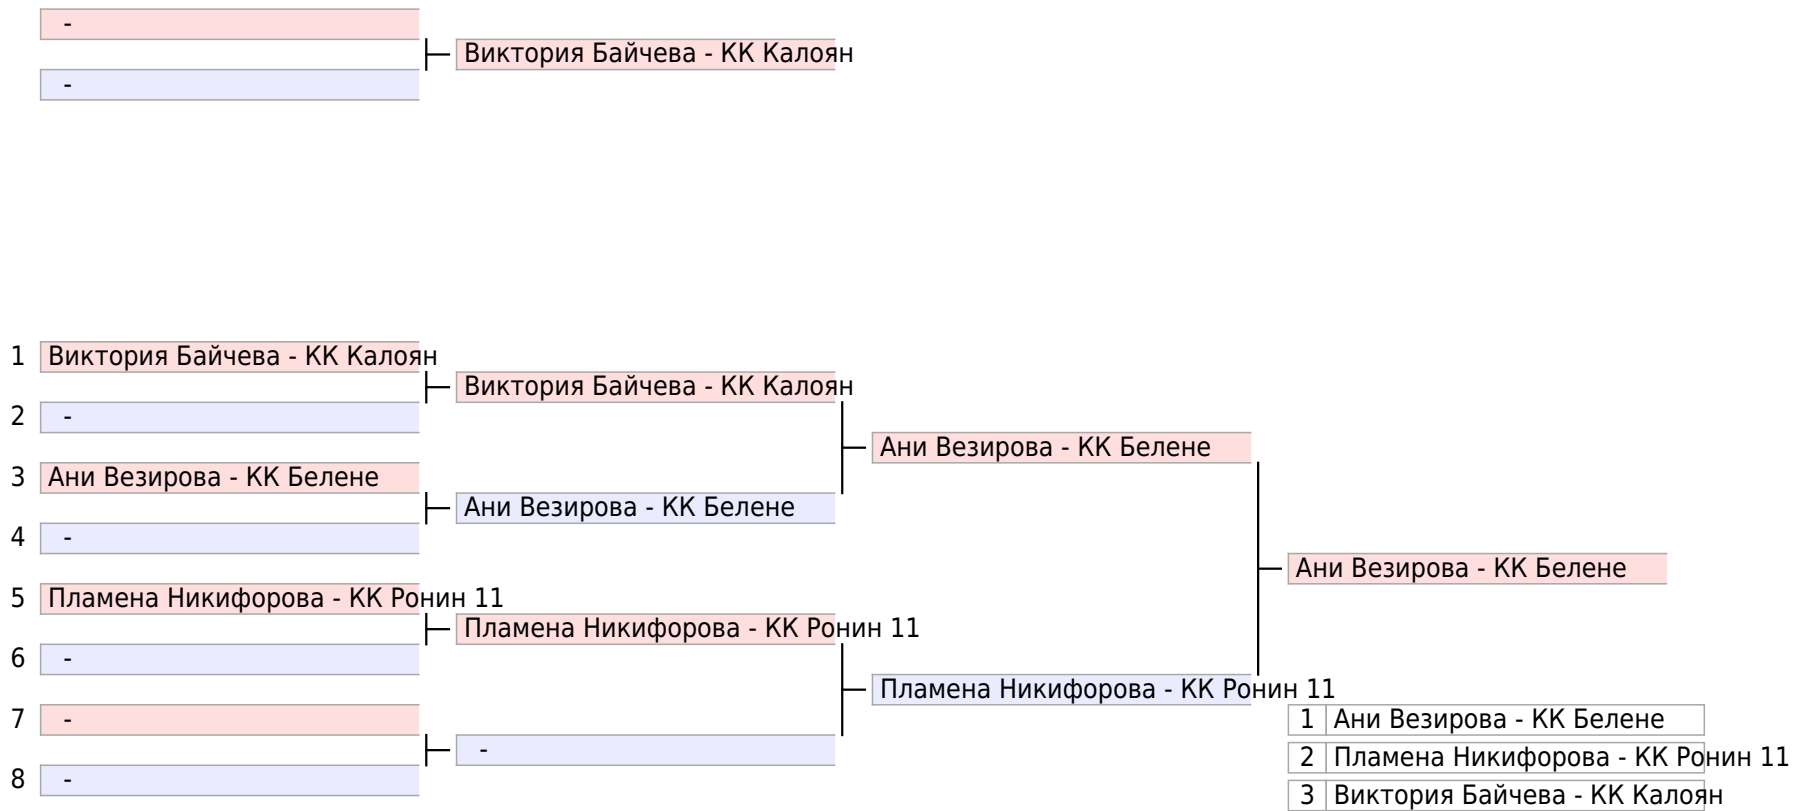 -
Виктория Байчева - КК Калоян
-
1 Виктория Байчева - КК Калоян
Виктория Байчева - КК Калоян
2 -
Ани Везирова - КК Белене
3 Ани Везирова - КК Белене
Ани Везирова - КК Белене
4 -
Ани Везирова - КК Белене
5 Пламена Никифорова - КК Ронин 11
Пламена Никифорова - КК Ронин 11
6 -
Пламена Никифорова - КК Ронин 11
7 -
-
8 -
1 Ани Везирова - КК Белене
2 Пламена Никифорова - КК Ронин 11
3 Виктория Байчева - КК Калоян